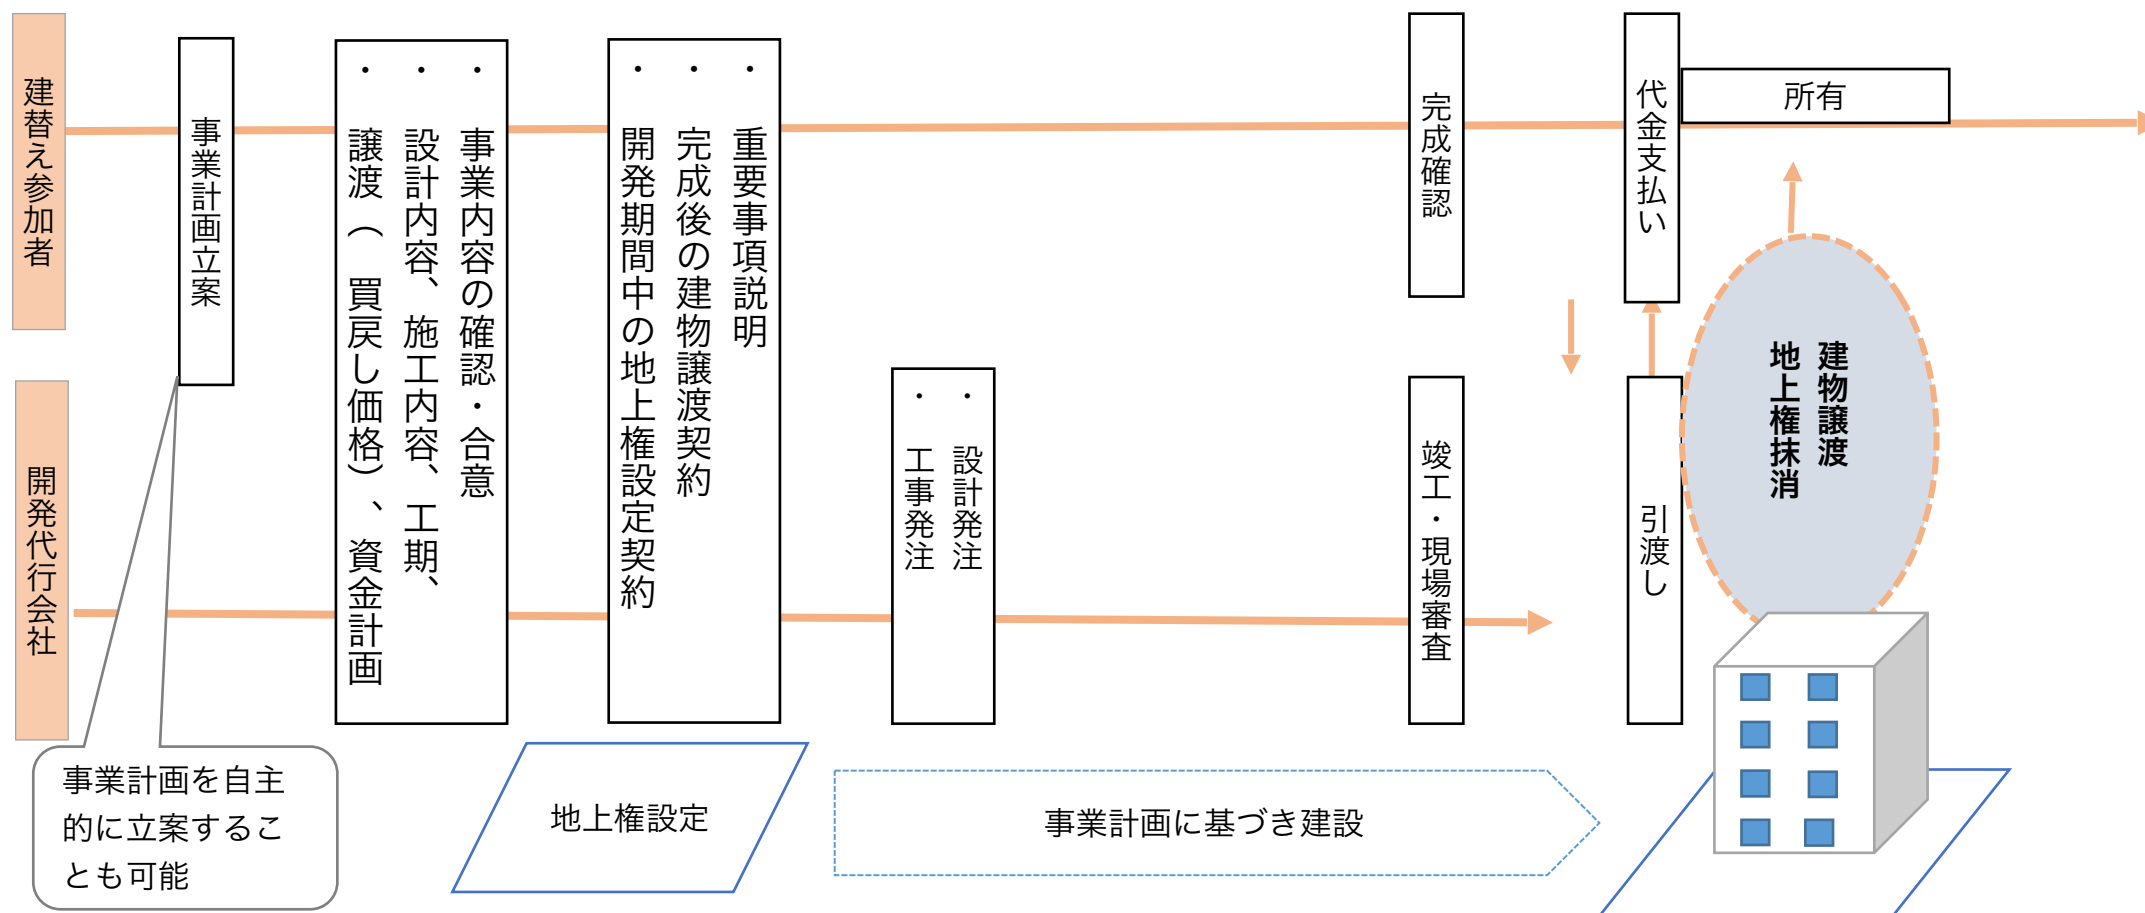 建替え参加者
事業計画立案
・ 事業内容の確認・合意
・ 設計内容、施工内容、工期、
・ 譲渡( 買戻し価格)、資金計画
・ 重要事項説明
・ 完成後の建物譲渡契約
・ 開発期間中の地上権設定契約
完成確認
代金支払い
所有
開発代行会社
・ 設計発注
・ 工事発注
竣工・現場審査
引渡し
建物譲渡
地上権抹消
事業計画を自主
的に立案するこ
とも可能
地上権設定
事業計画に基づき建設